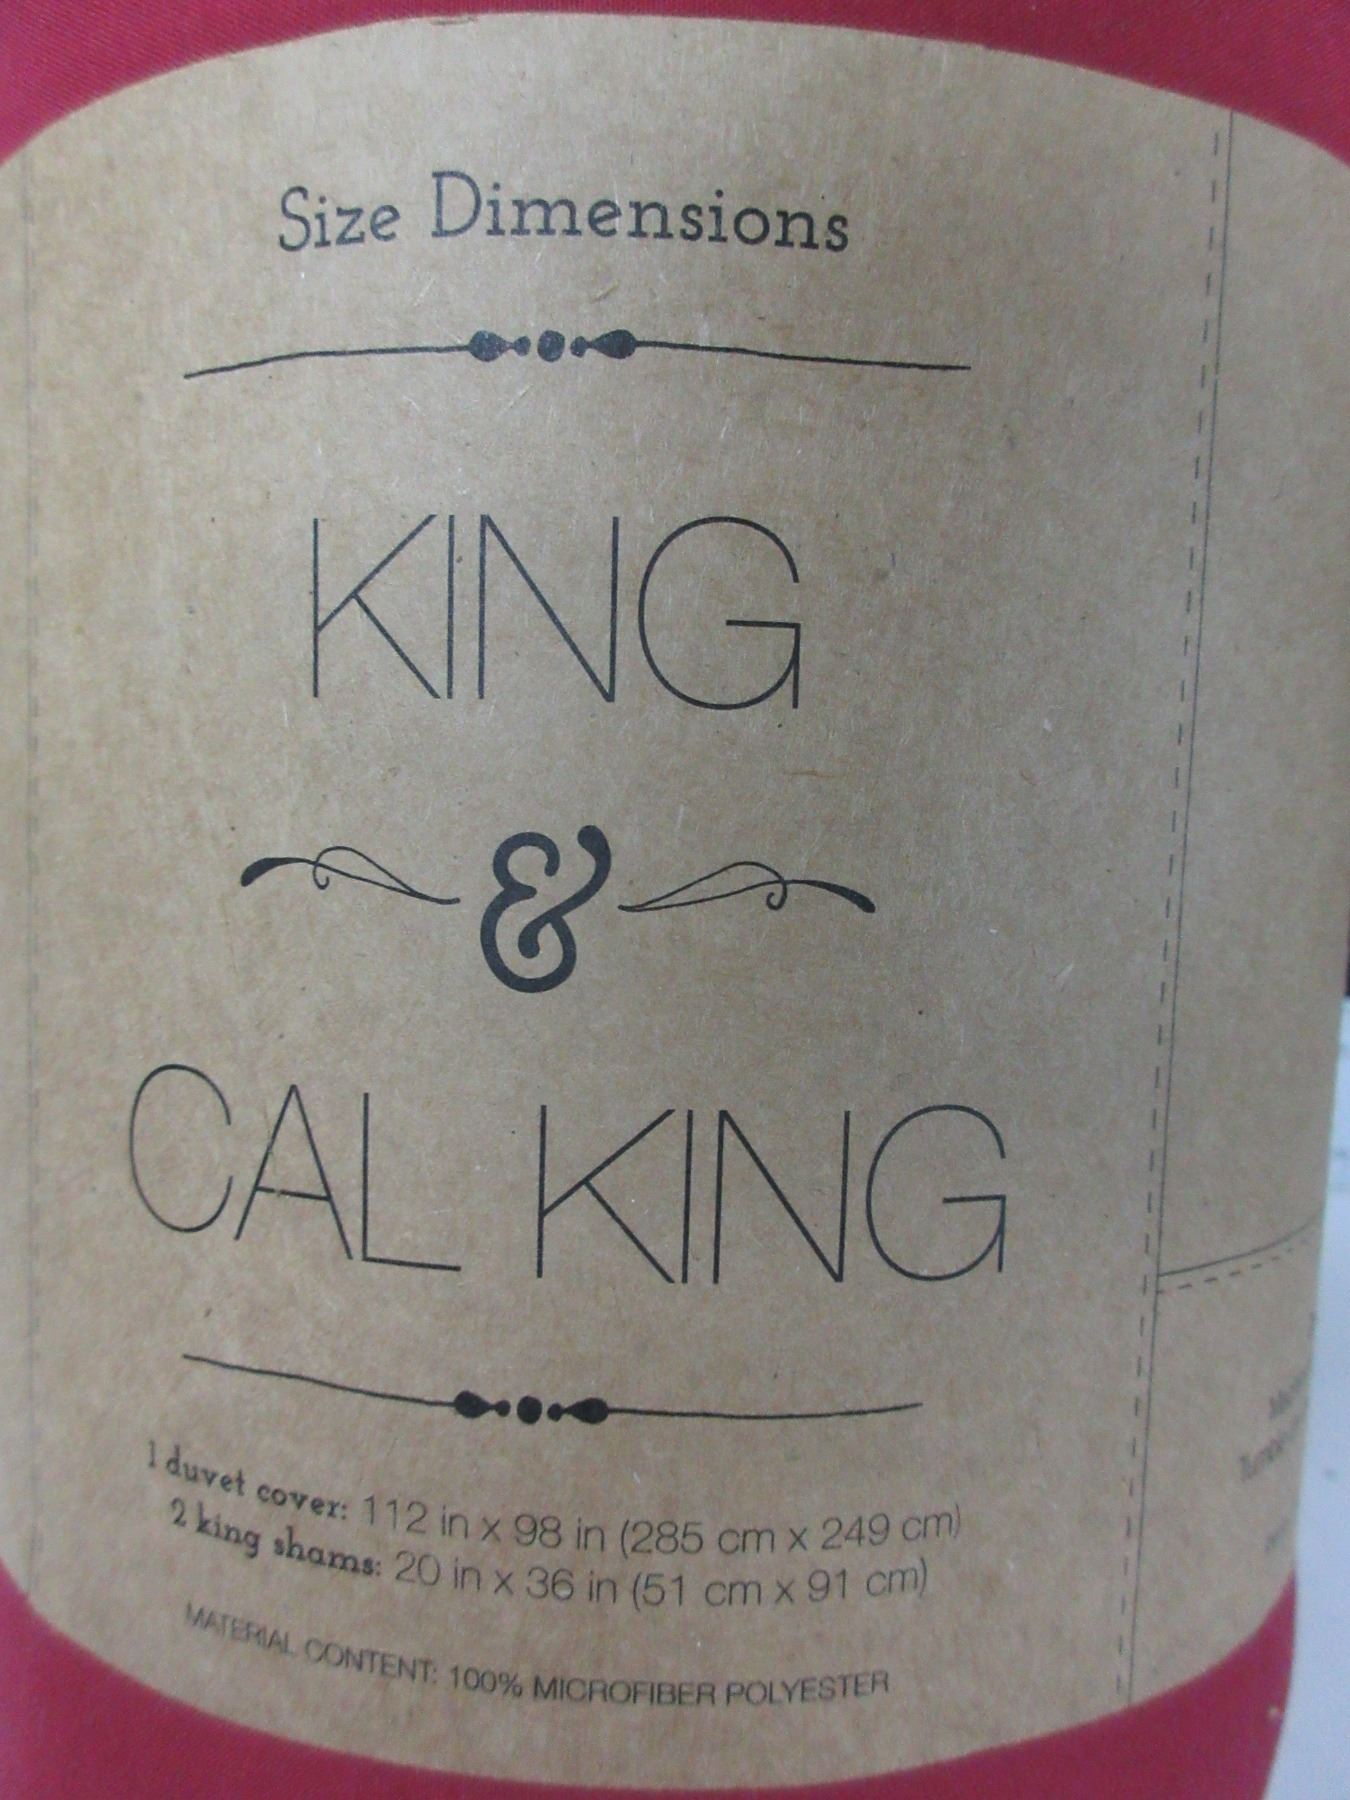 Size Dimensions
KING
&
CAL KING
1 duvet cover: 112 in x 98 in (285 cm x 249 cm)
2 king shams: 20 in x 36 in (51 cm x 91 cm)
MATERIAL CONTENT: 100% MICROFIBER POLYESTER